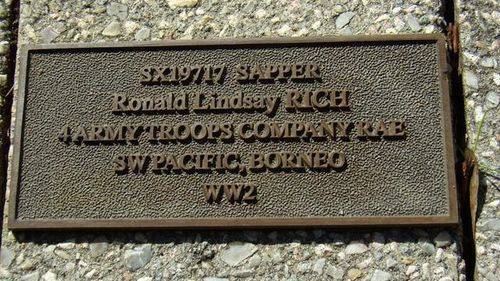 SX19717 SAPPER
Ronald Lindsay RICH
4 ARMY TROOPS COMPANY RAE
SW PACIFIC, BORNEO
WW2